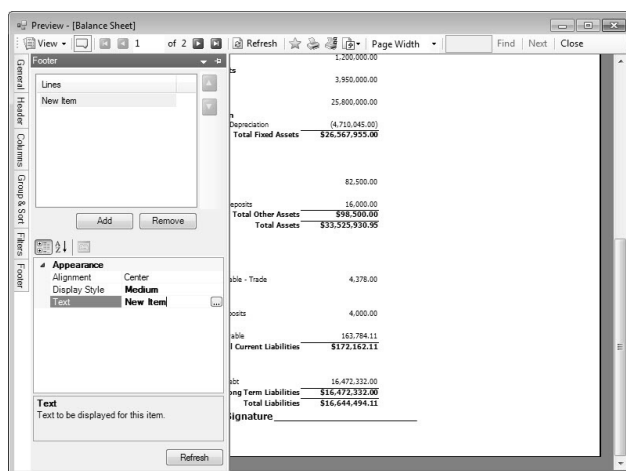 Preview - [Balance Sheet]
View 1 of 2 Refresh Page Width Find Next Close
Footer
Lines
New Item
Add Remove
Appearance
Alignment Center
Display Style Medium
Text New Item ...
Text
Text to be displayed for this item.
Refresh
General
Header
Columns
Group & Sort
Filters
Footer
1,200,000.00
ts
3,950,000.00
25,800,000.00
n
Depreciation (4,710,045.00)
Total Fixed Assets $26,567,955.00
82,500.00
eposits 16,000.00
Total Other Assets $98,500.00
Total Assets $33,525,930.95
able - Trade 4,378.00
posits 4,000.00
able 163,784.11
l Current Liabilities $172,162.11
ebt 16,472,332.00
ong Term Liabilities $16,472,332.00
Total Liabilities $16,644,494.11
Signature